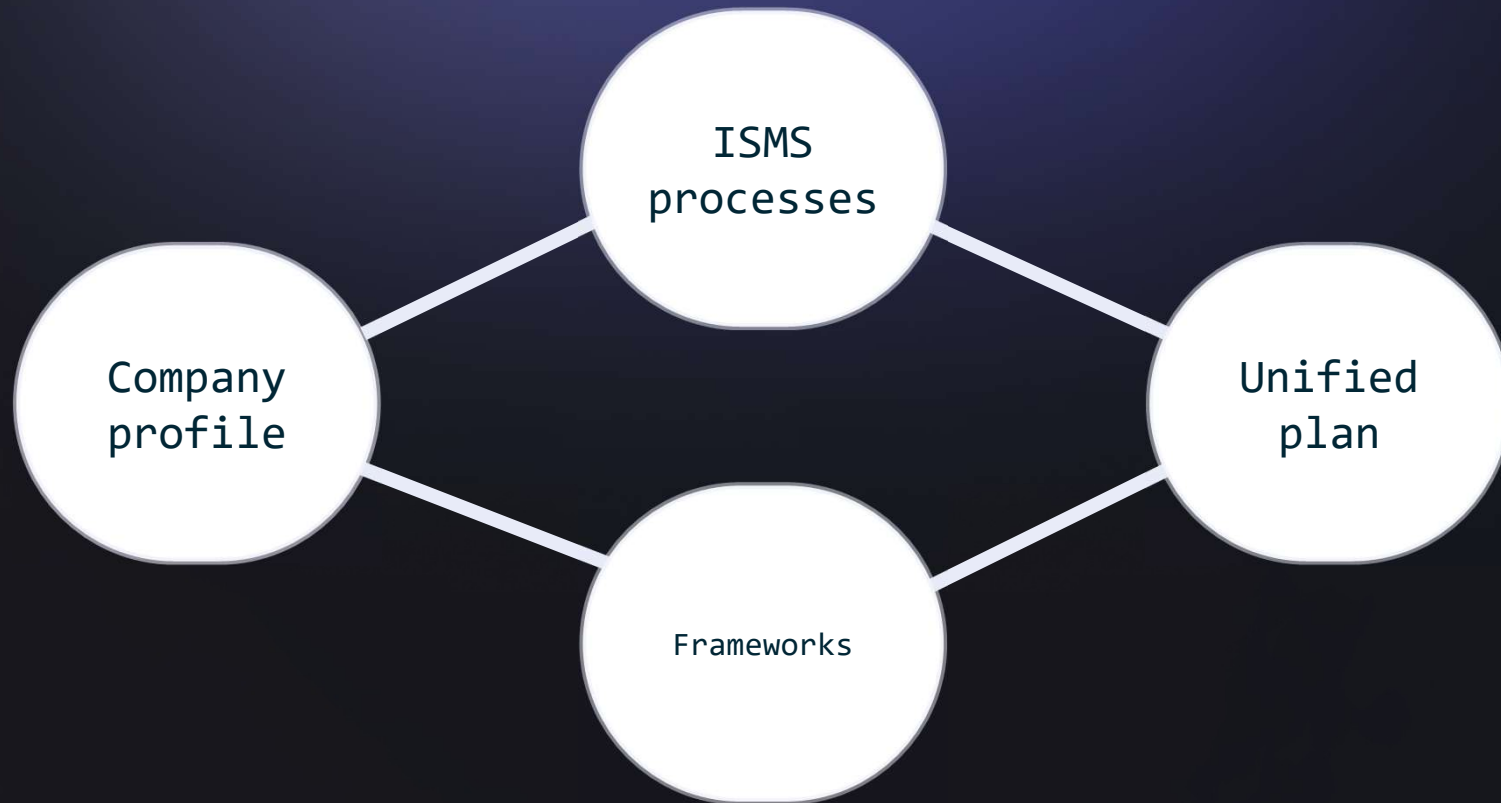 ISMS
processes
Company
profile
Unified
plan
Frameworks